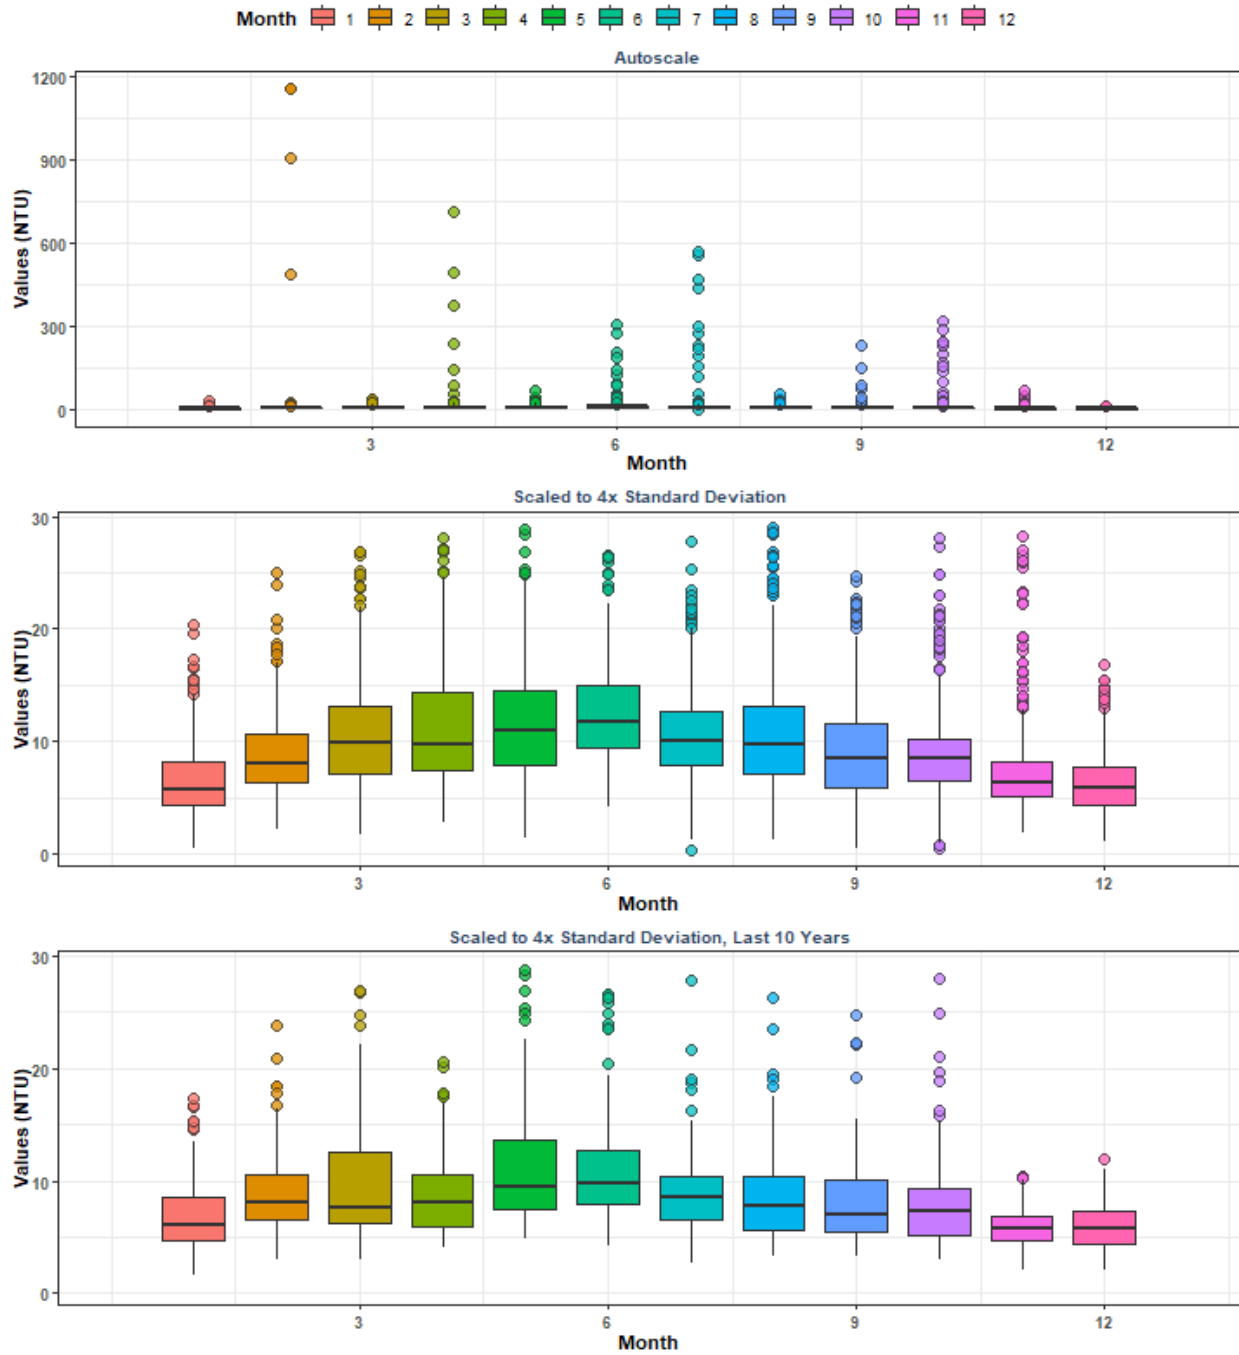 Month 1 2 3 4 5 6 7 8 9 10 11 12
Autoscale
1200
900
600
300
0
Values (NTU)
3 6 9 12
Month
Scaled to 4x Standard Deviation
30
20
10
0
Values (NTU)
3 6 9 12
Month
Scaled to 4x Standard Deviation, Last 10 Years
30
20
10
0
Values (NTU)
3 6 9 12
Month